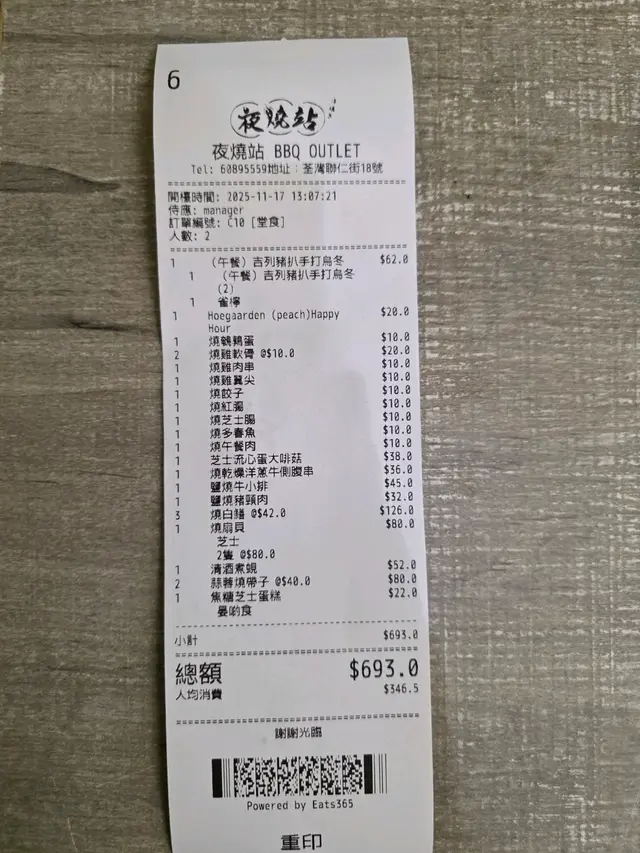 6
夜燒站
夜燒站 BBQ OUTLET
Tel: 60895559地址：荃灣聯仁街18號
開檯時間: 2025-11-17 13:07:21
侍應: manager
訂單編號: C10 [堂食]
人數: 2
1 (午餐) 吉列豬扒手打烏冬 $62.0
1 (午餐) 吉列豬扒手打烏冬
(2)
1 雀檸
1 Hoegaarden (peach)Happy $20.0
Hour
1 燒鵪鶉蛋 $10.0
2 燒雞軟骨 @$10.0 $20.0
1 燒雞肉串 $10.0
1 燒雞翼尖 $10.0
1 燒餃子 $10.0
1 燒紅腸 $10.0
1 燒芝士腸 $10.0
1 燒多春魚 $10.0
1 燒午餐肉 $10.0
1 芝士流心蛋大啡菇 $38.0
1 燒乾燥洋蔥牛側腹串 $36.0
1 鹽燒牛小排 $45.0
1 鹽燒豬頸肉 $32.0
3 燒白鱔 @$42.0 $126.0
1 燒扇貝 $80.0
芝士
2隻 @$80.0
1 清酒煮蜆 $52.0
2 蒜蓉燒帶子 @$40.0 $80.0
1 焦糖芝士蛋糕 $22.0
晏啲食
小計 $693.0
總額 $693.0
人均消費 $346.5
謝謝光臨
Powered by Eats365
重印